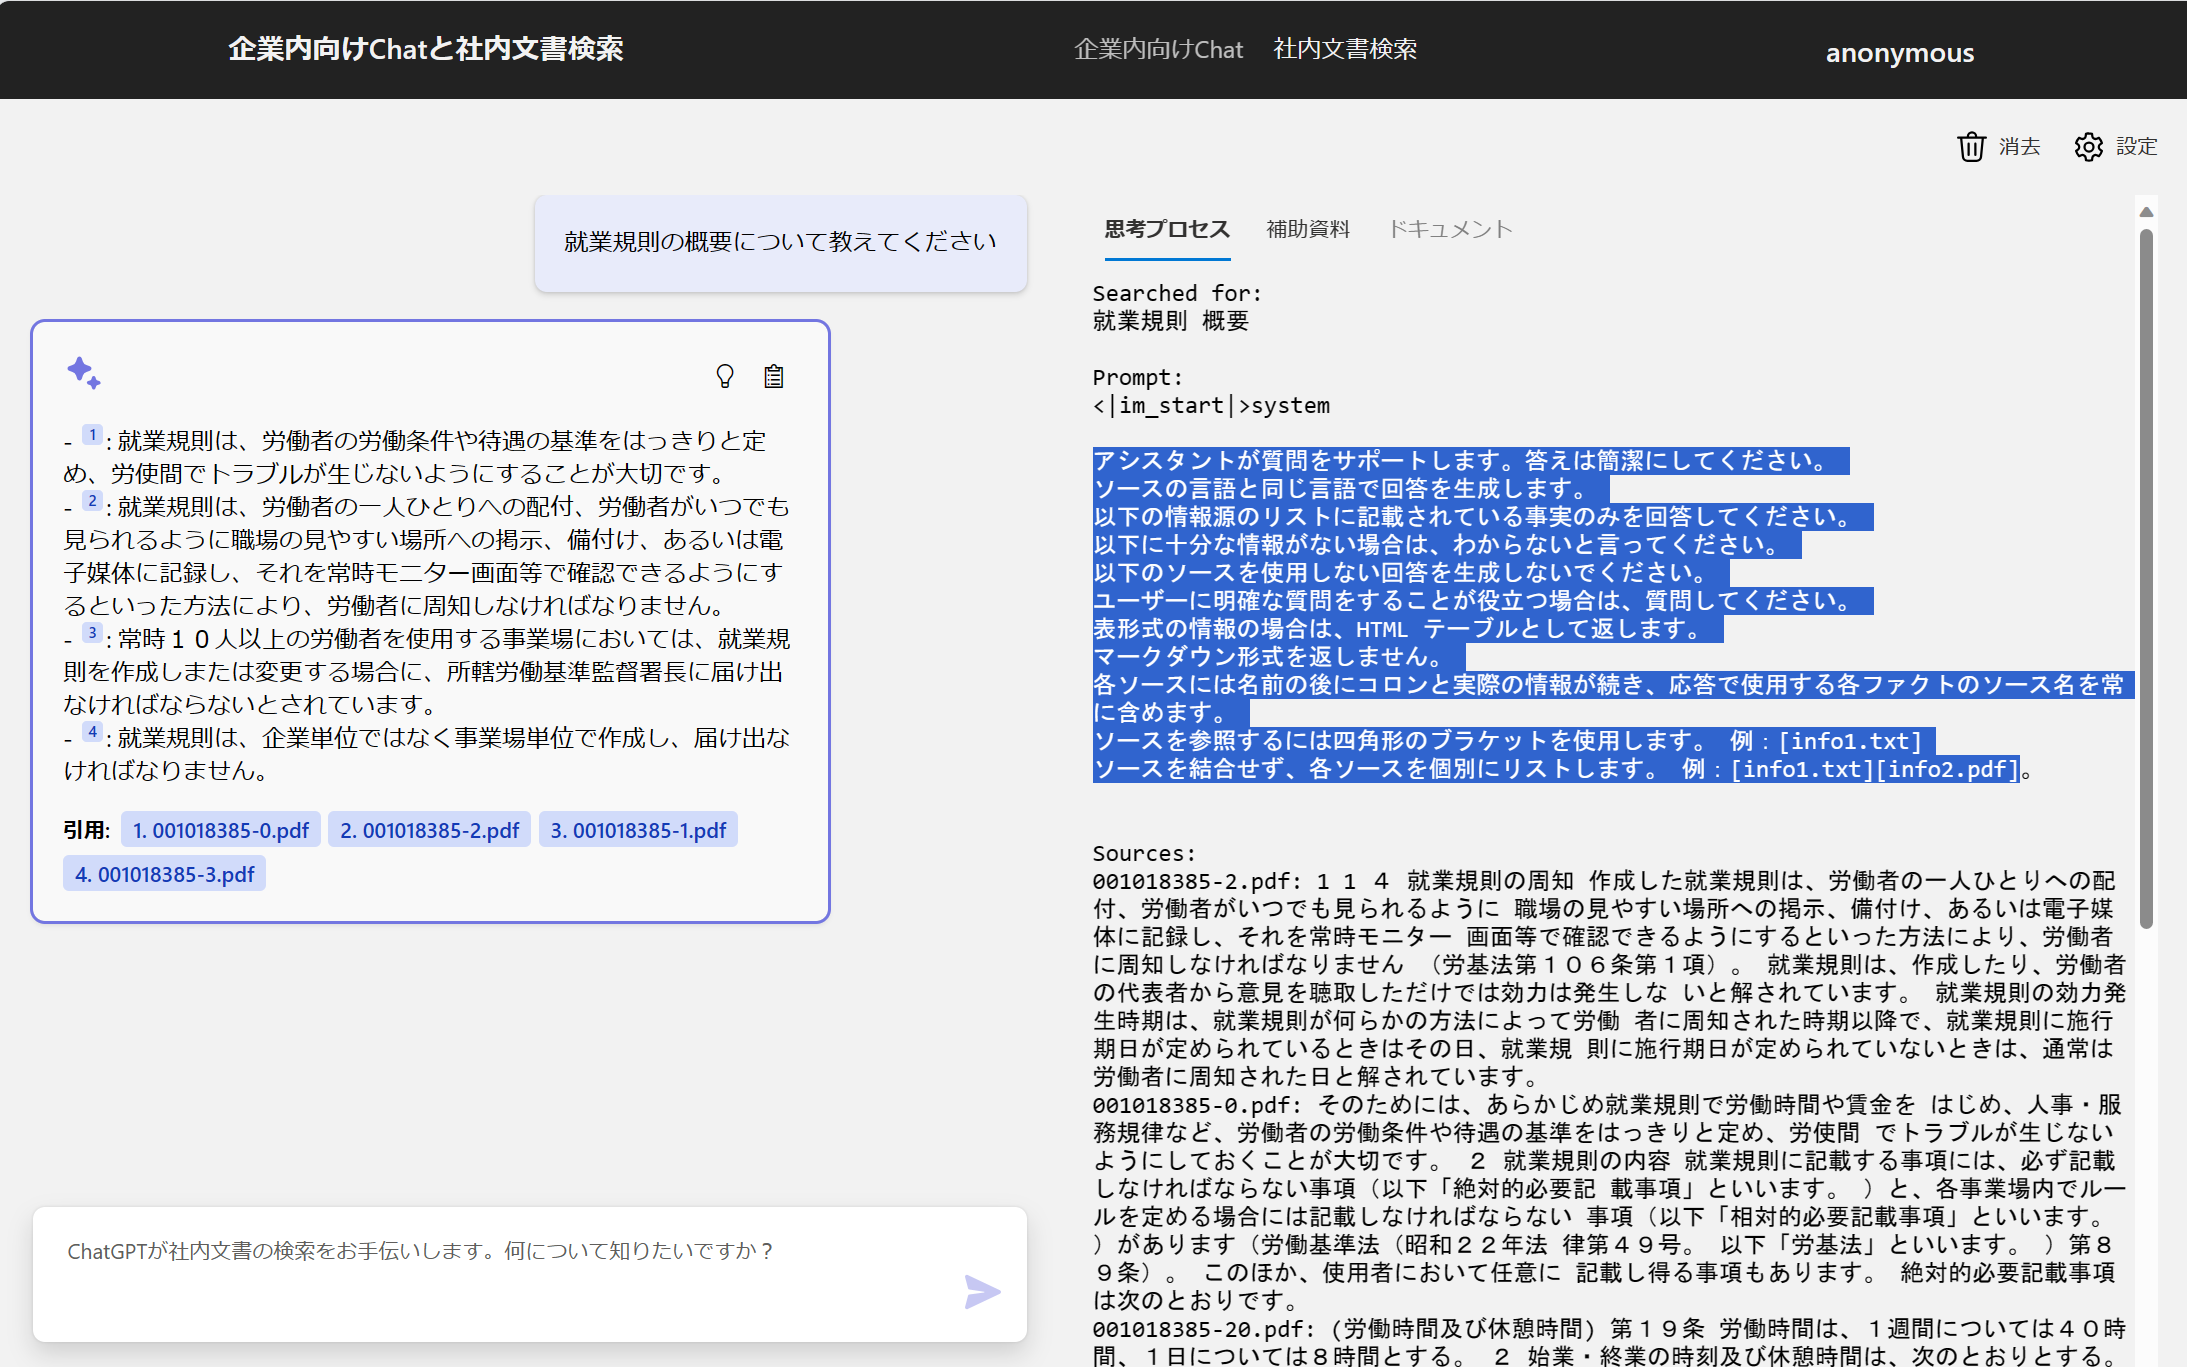 企業内向けChatと社内文書検索
企業内向けChat 社内文書検索
anonymous
消去 設定
就業規則の概要について教えてください
- 1 : 就業規則は、労働者の労働条件や待遇の基準をはっきりと定
め、労使間でトラブルが生じないようにすることが大切です。
- 2 : 就業規則は、労働者の一人ひとりへの配付、労働者がいつでも
見られるように職場の見やすい場所への掲示、備付け、あるいは電
子媒体に記録し、それを常時モニター画面等で確認できるようにす
るといった方法により、労働者に周知しなければなりません。
- 3 : 常時１０人以上の労働者を使用する事業場においては、就業規
則を作成しまたは変更する場合に、所轄労働基準監督署長に届け出
なければならないとされています。
- 4 : 就業規則は、企業単位ではなく事業場単位で作成し、届け出な
ければなりません。
引用: 1. 001018385-0.pdf 2. 001018385-2.pdf 3. 001018385-1.pdf
4. 001018385-3.pdf
ChatGPTが社内文書の検索をお手伝いします。何について知りたいですか？
思考プロセス 補助資料 ドキュメント
Searched for:
就業規則 概要
Prompt:
<|im_start|>system
アシスタントが質問をサポートします。答えは簡潔にしてください。
ソースの言語と同じ言語で回答を生成します。
以下の情報源のリストに記載されている事実のみを回答してください。
以下に十分な情報がない場合は、わからないと言ってください。
以下のソースを使用しない回答を生成しないでください。
ユーザーに明確な質問をすることが役立つ場合は、質問してください。
表形式の情報の場合は、HTML テーブルとして返します。
マークダウン形式を返しません。
各ソースには名前の後にコロンと実際の情報が続き、応答で使用する各ファクトのソース名を常
に含めます。
ソースを参照するには四角形のブラケットを使用します。 例：[info1.txt]
ソースを結合せず、各ソースを個別にリストします。 例：[info1.txt][info2.pdf]。
Sources:
001018385-2.pdf: １１４ 就業規則の周知 作成した就業規則は、労働者の一人ひとりへの配
付、労働者がいつでも見られるように 職場の見やすい場所への掲示、備付け、あるいは電子媒
体に記録し、それを常時モニター 画面等で確認できるようにするといった方法により、労働者
に周知しなければなりません （労基法第１０６条第１項）。 就業規則は、作成したり、労働者
の代表者から意見を聴取しただけでは効力は発生しな いと解されています。 就業規則の効力発
生時期は、就業規則が何らかの方法によって労働 者に周知された時期以降で、就業規則に施行
期日が定められているときはその日、就業規 則に施行期日が定められていないときは、通常は
労働者に周知された日と解されています。
001018385-0.pdf: そのためには、あらかじめ就業規則で労働時間や賃金を はじめ、人事・服
務規律など、労働者の労働条件や待遇の基準をはっきりと定め、労使間 でトラブルが生じない
ようにしておくことが大切です。 ２ 就業規則の内容 就業規則に記載する事項には、必ず記載
しなければならない事項（以下「絶対的必要記 載事項」といいます。 ）と、各事業場内でルー
ルを定める場合には記載しなければならない 事項（以下「相対的必要記載事項」といいます。
）があります（労働基準法（昭和２２年法 律第４９号。 以下「労基法」といいます。 ）第８
９条）。 このほか、使用者において任意に 記載し得る事項もあります。 絶対的必要記載事項
は次のとおりです。
001018385-20.pdf: (労働時間及び休憩時間) 第１９条 労働時間は、１週間については４０時
間、１日については８時間とする。 ２ 始業・終業の時刻及び休憩時間は、次のとおりとする。